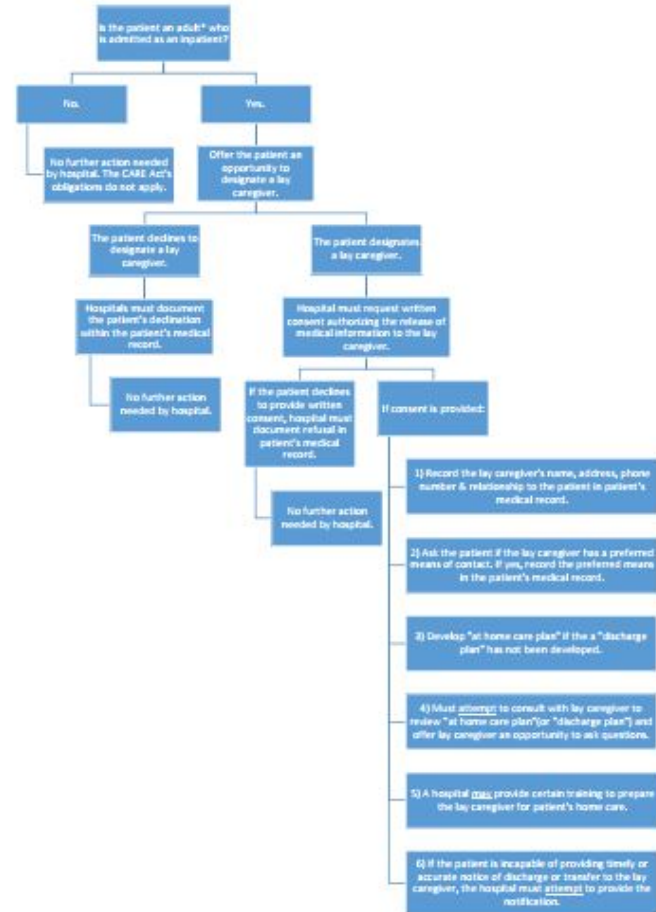 Is the patient an adult* who
is admitted as an inpatient?
No.
Yes.
No further action needed
by hospital. The CARE Act's
obligations do not apply.
Offer the patient an
opportunity to
designate a lay
caregiver.
The patient declines to
designate a lay
caregiver.
The patient designates
a lay caregiver.
Hospitals must document
the patient's declination
within the patient's medical
record.
Hospital must request written
consent authorizing the release of
medical information to the lay
caregiver.
No further action
needed by hospital.
If the patient declines
to provide written
consent, hospital must
document refusal in
patient's medical
record.
If consent is provided:
No further action
needed by hospital.
1) Record the lay caregiver's name, address, phone
number & relationship to the patient in patient's
medical record.
2) Ask the patient if the lay caregiver has a preferred
means of contact. If yes, record the preferred means
in the patient's medical record.
3) Develop "at home care plan" if the a "discharge
plan" has not been developed.
4) Must attempt to consult with lay caregiver to
review "at home care plan"(or "discharge plan") and
offer lay caregiver an opportunity to ask questions.
5) A hospital may provide certain training to prepare
the lay caregiver for patient's home care.
6) If the patient is incapable of providing timely or
accurate notice of discharge or transfer to the lay
caregiver, the hospital must attempt to provide the
notification.